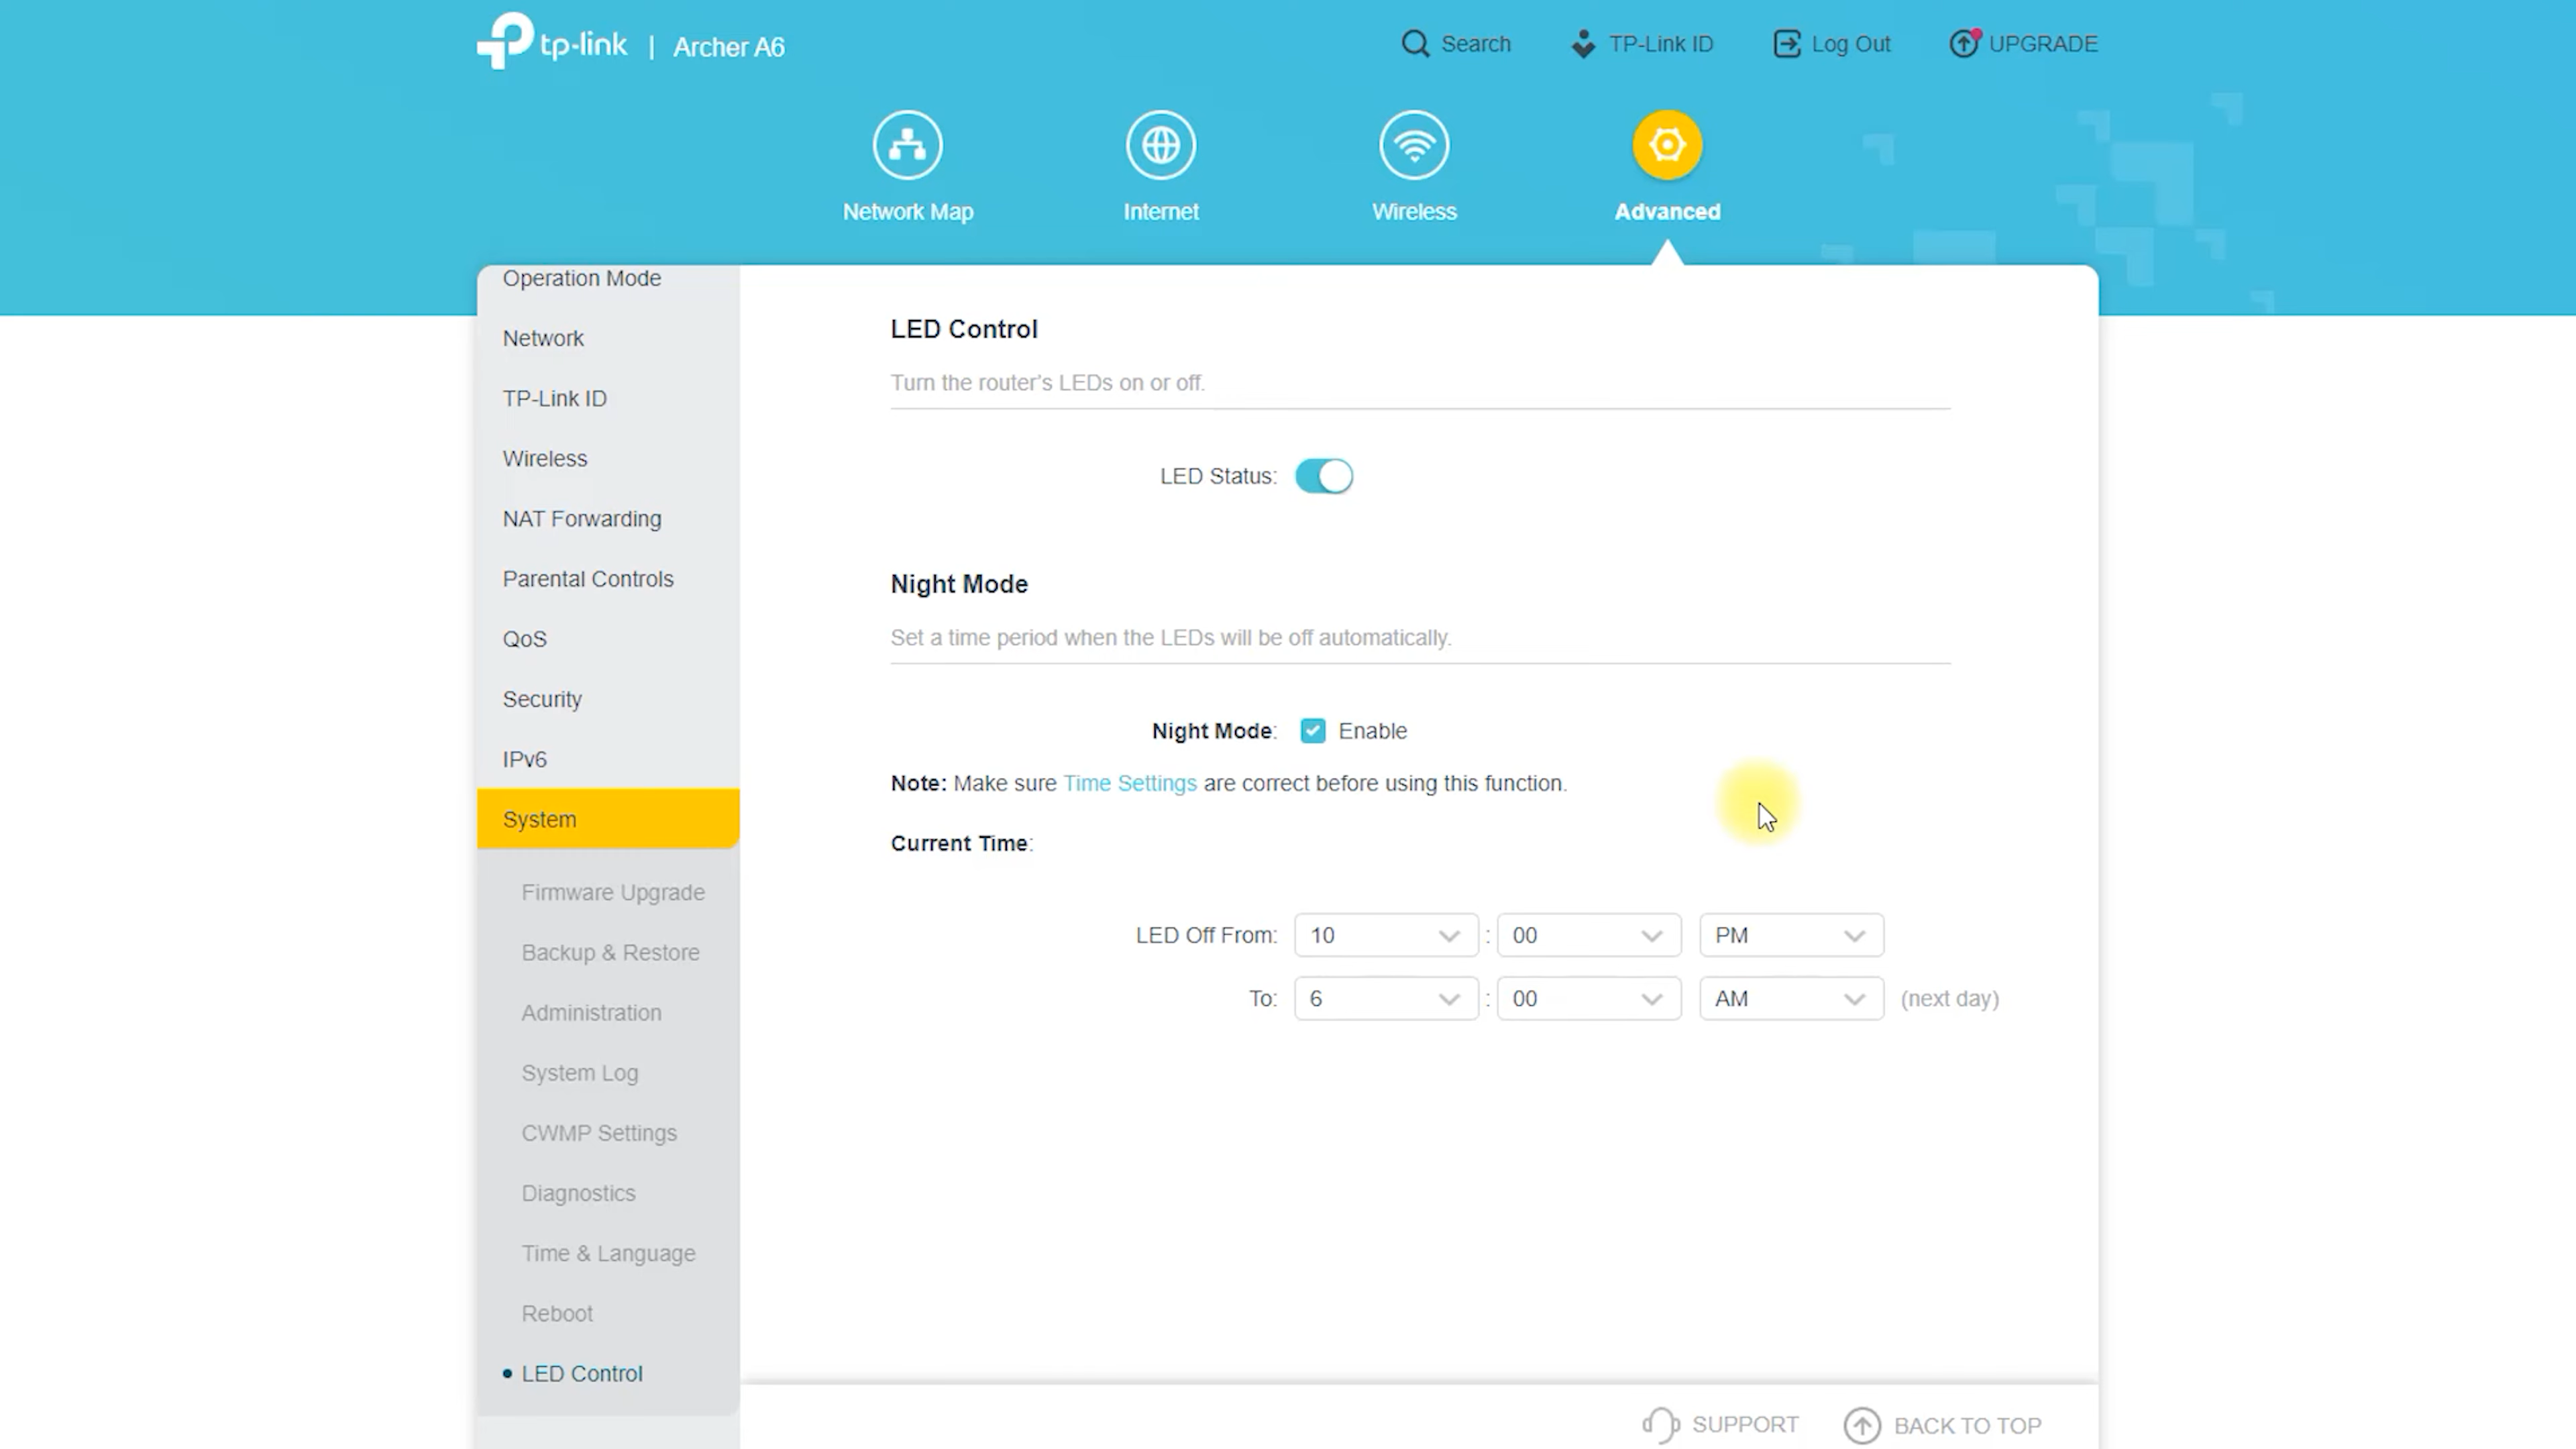 tp-link | Archer A6
Search
TP-Link ID
Log Out
UPGRADE
Network Map
Internet
Wireless
Advanced
Operation Mode
Network
TP-Link ID
Wireless
NAT Forwarding
Parental Controls
QoS
Security
IPv6
System
Firmware Upgrade
Backup & Restore
Administration
System Log
CWMP Settings
Diagnostics
Time & Language
Reboot
LED Control
LED Control
Turn the router's LEDs on or off.
LED Status:
Night Mode
Set a time period when the LEDs will be off automatically.
Night Mode: Enable
Note: Make sure Time Settings are correct before using this function.
Current Time:
LED Off From: 10 : 00 PM
To: 6 : 00 AM (next day)
SUPPORT
BACK TO TOP